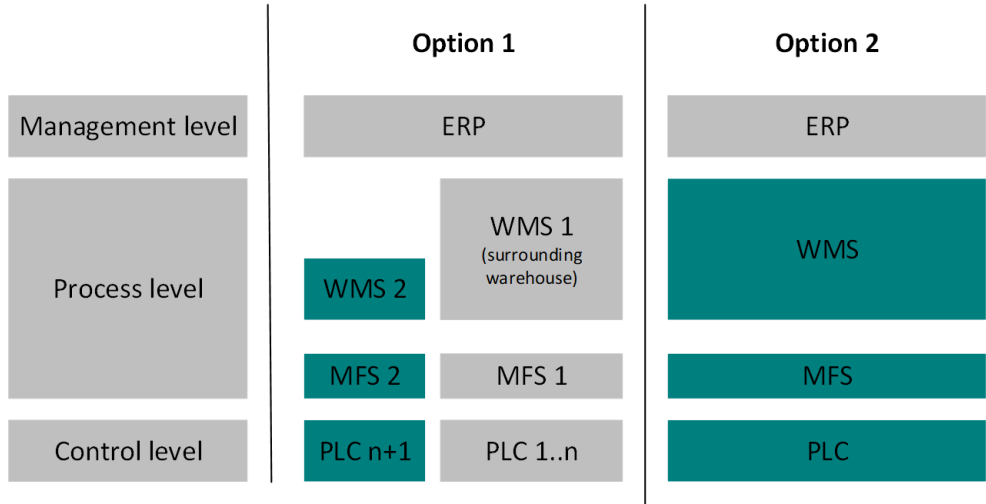 Option 1
Option 2
Management level
ERP
ERP
Process level
WMS 2
WMS 1
(surrounding
warehouse)
WMS
MFS 2
MFS 1
MFS
Control level
PLC n+1
PLC 1..n
PLC